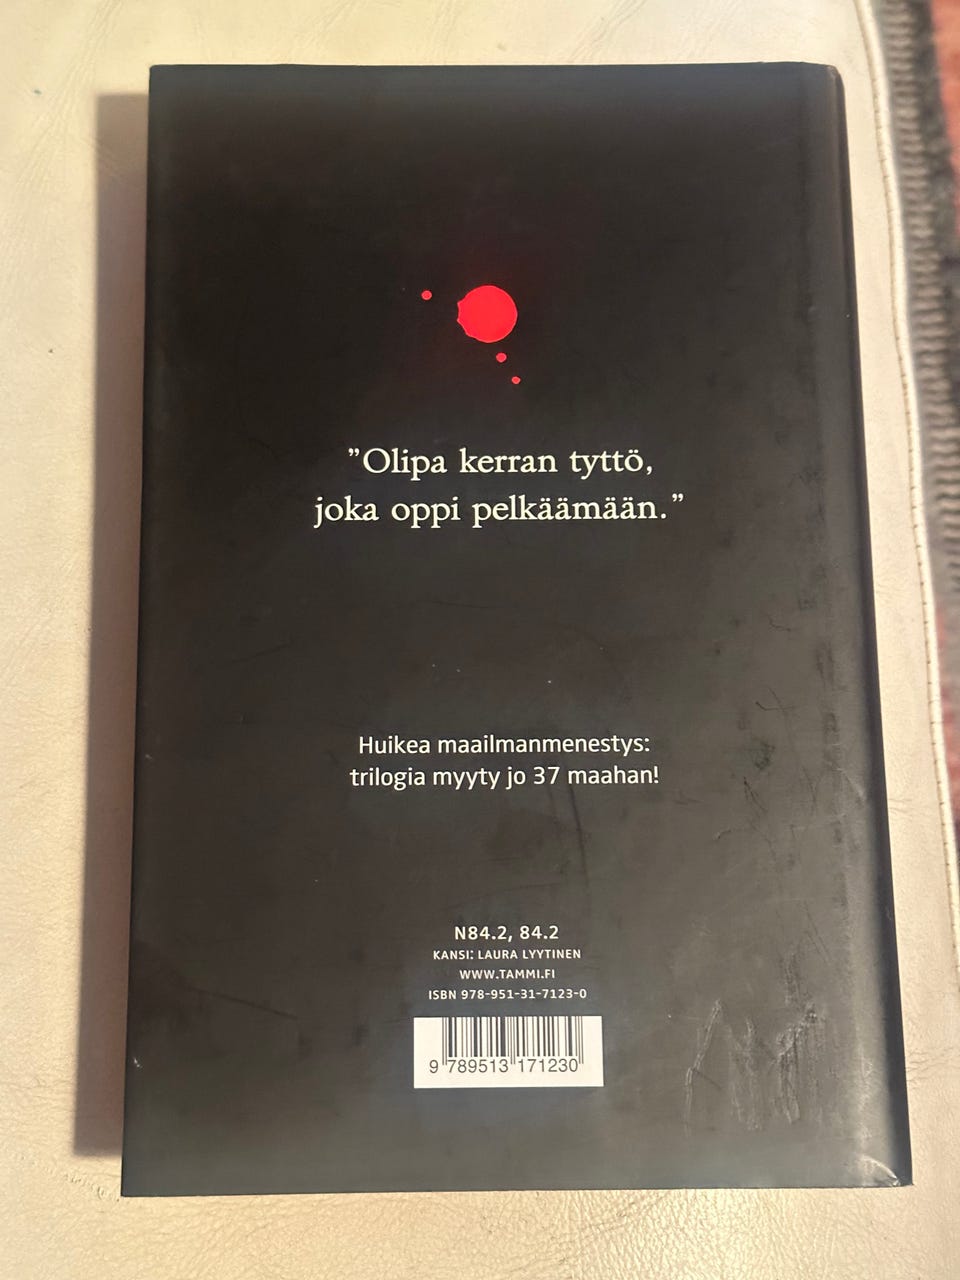 ”Olipa kerran tyttö,
joka oppi pelkäämään.”
Huikea maailmanmenestys:
trilogia myyty jo 37 maahan!
N84.2, 84.2
KANSI: LAURA LYYTINEN
WWW.TAMMI.FI
ISBN 978-951-31-7123-0
9 789513 171230